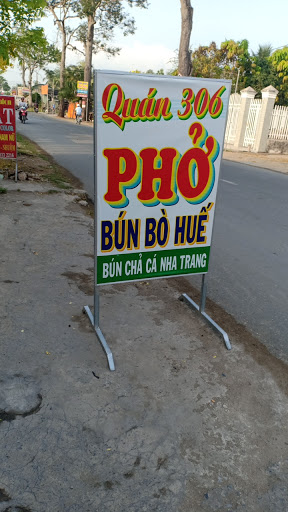 Quán 306
PHỞ
BÚN BÒ HUẾ
BÚN CHẢ CÁ NHA TRANG